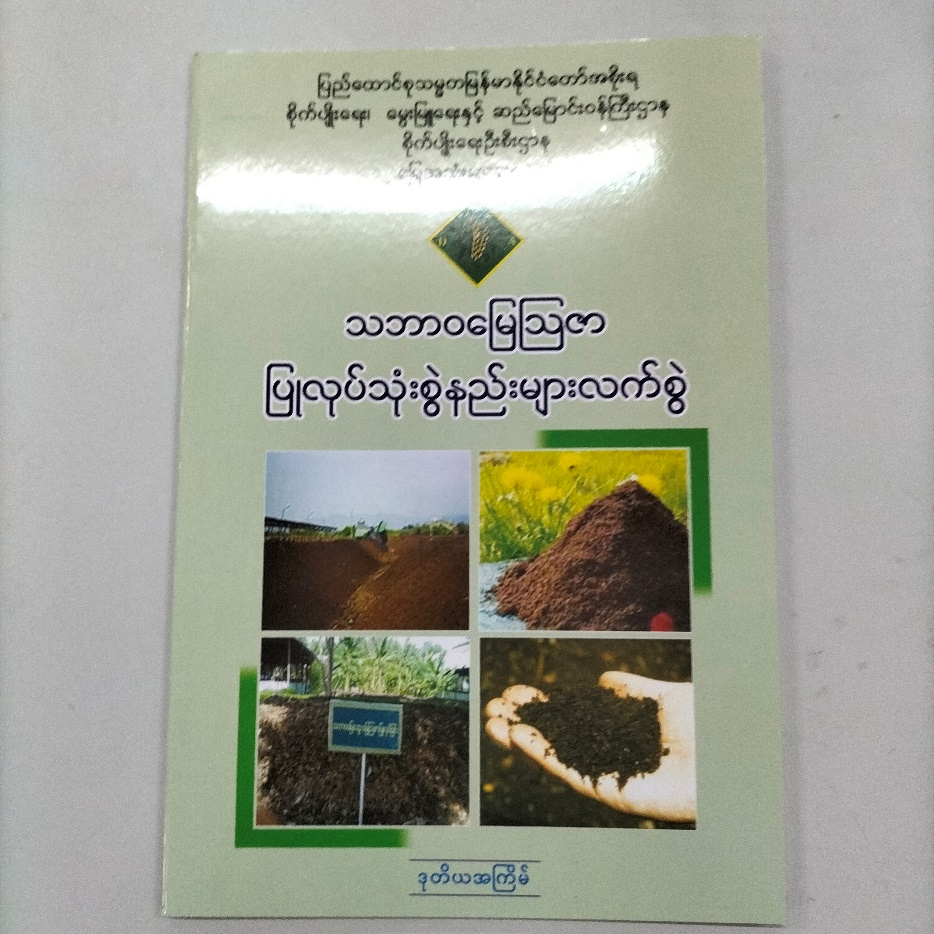 ပြည်ထောင်စုသမ္မတမြန်မာနိုင်ငံတော်အစိုးရ
စိုက်ပျိုးရေး၊ မွေးမြူရေးနှင့် ဆည်မြောင်းဝန်ကြီးဌာန
စိုက်ပျိုးရေးဦးစီးဌာန
D A
သဘာဝမြေဩဇာ
ပြုလုပ်သုံးစွဲနည်းများလက်စွဲ
ဒုတိယအကြိမ်